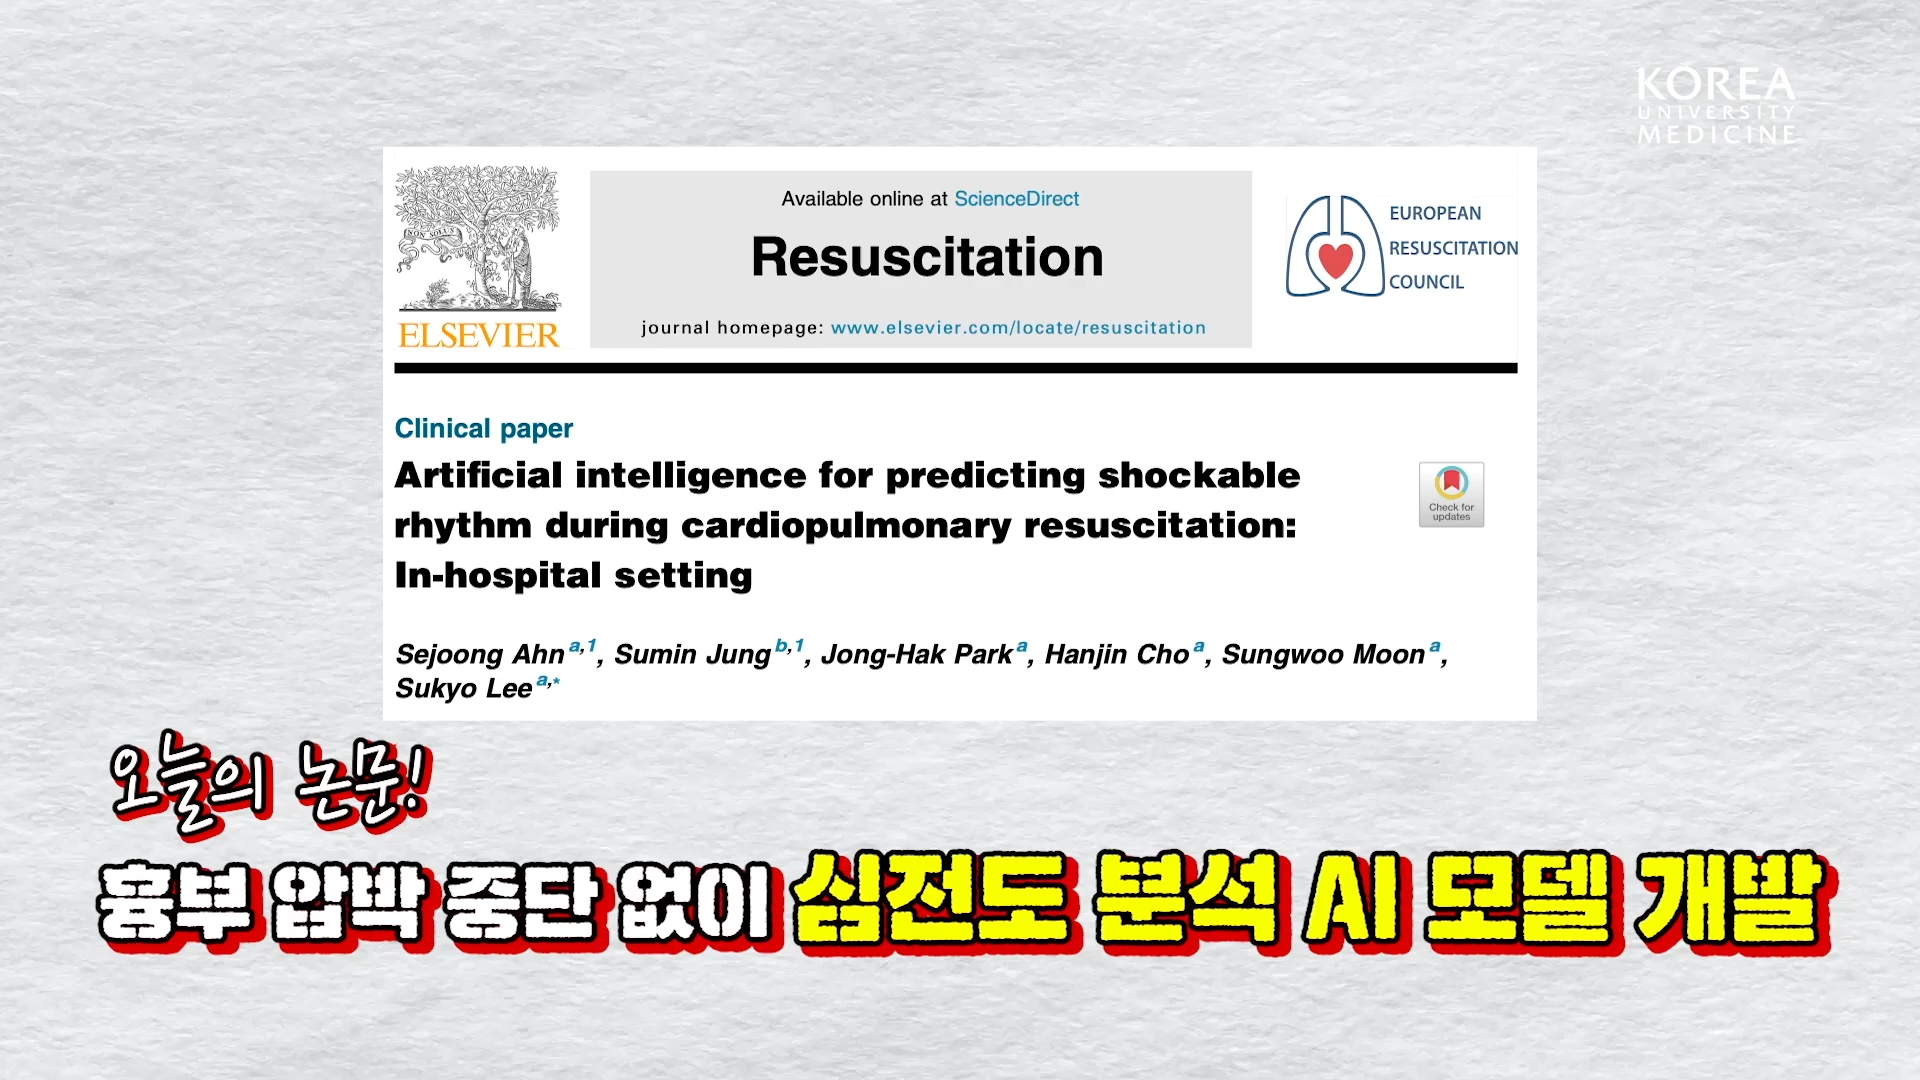 KOREA
UNIVERSITY
MEDICINE
NON SOLUS
ELSEVIER
Available online at ScienceDirect
Resuscitation
journal homepage: www.elsevier.com/locate/resuscitation
EUROPEAN
RESUSCITATION
COUNCIL
Clinical paper
Artificial intelligence for predicting shockable
rhythm during cardiopulmonary resuscitation:
In-hospital setting
Check for
updates
Sejoong Ahn a,1, Sumin Jung b,1, Jong-Hak Park a, Hanjin Cho a, Sungwoo Moon a,
Sukyo Lee a,*
오늘의 논문!
흉부 압박 중단 없이 심전도 분석 AI 모델 개발